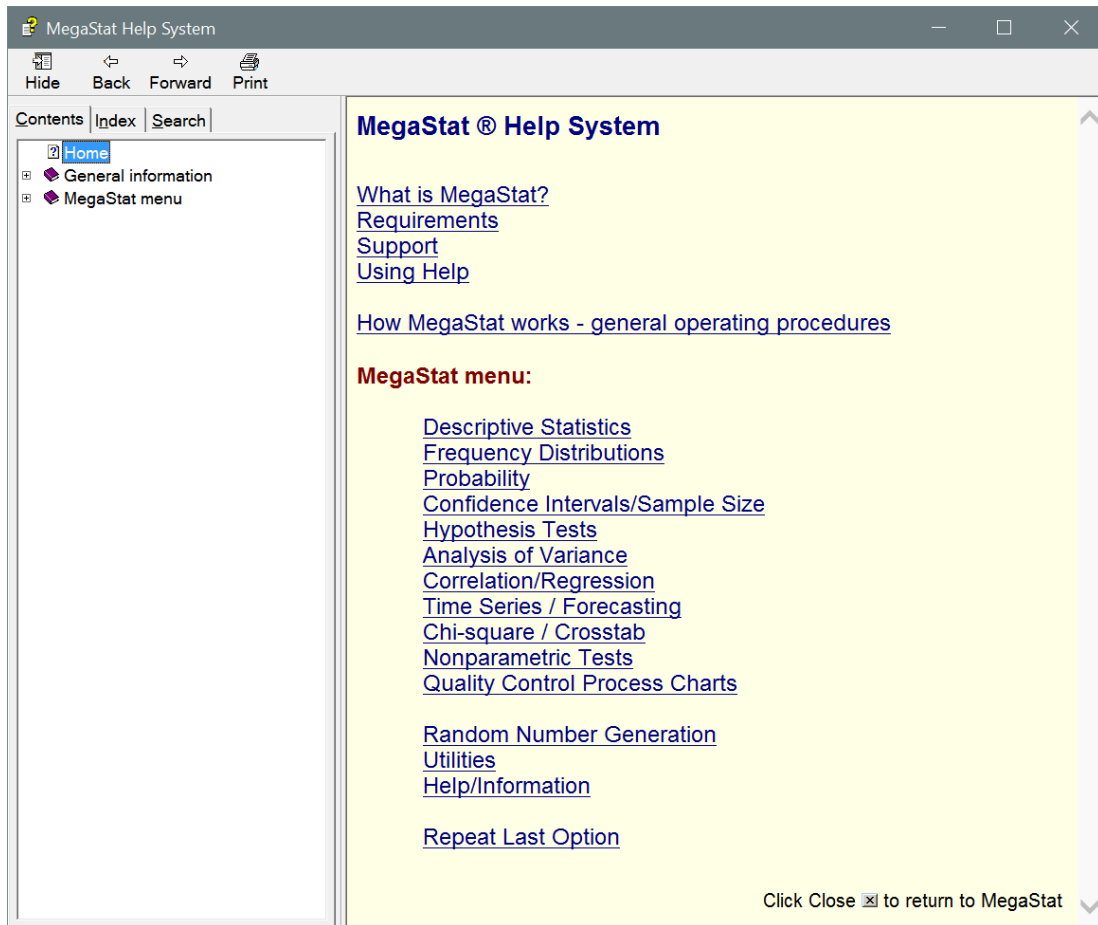 MegaStat Help System
Hide Back Forward Print
Contents Index Search
Home
General information
MegaStat menu
MegaStat ® Help System
What is MegaStat?
Requirements
Support
Using Help
How MegaStat works - general operating procedures
MegaStat menu:
Descriptive Statistics
Frequency Distributions
Probability
Confidence Intervals/Sample Size
Hypothesis Tests
Analysis of Variance
Correlation/Regression
Time Series / Forecasting
Chi-square / Crosstab
Nonparametric Tests
Quality Control Process Charts
Random Number Generation
Utilities
Help/Information
Repeat Last Option
Click Close x to return to MegaStat